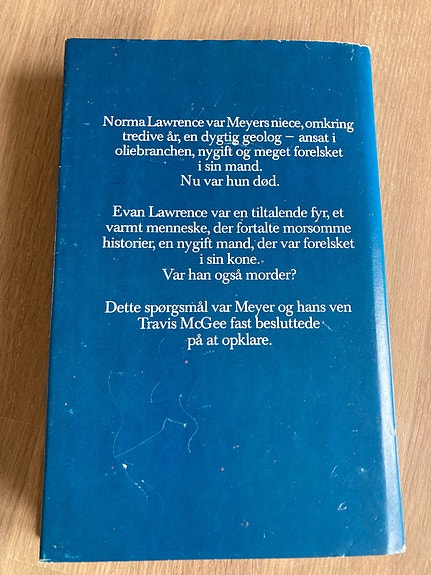 Norma Lawrence var Meyers niece, omkring
tredive år, en dygtig geolog – ansat i
oliebranchen, nygift og meget forelsket
i sin mand.
Nu var hun død.
Evan Lawrence var en tiltalende fyr, et
varmt menneske, der fortalte morsomme
historier, en nygift mand, der var forelsket
i sin kone.
Var han også morder?
Dette spørgsmål var Meyer og hans ven
Travis McGee fast besluttede
på at opklare.